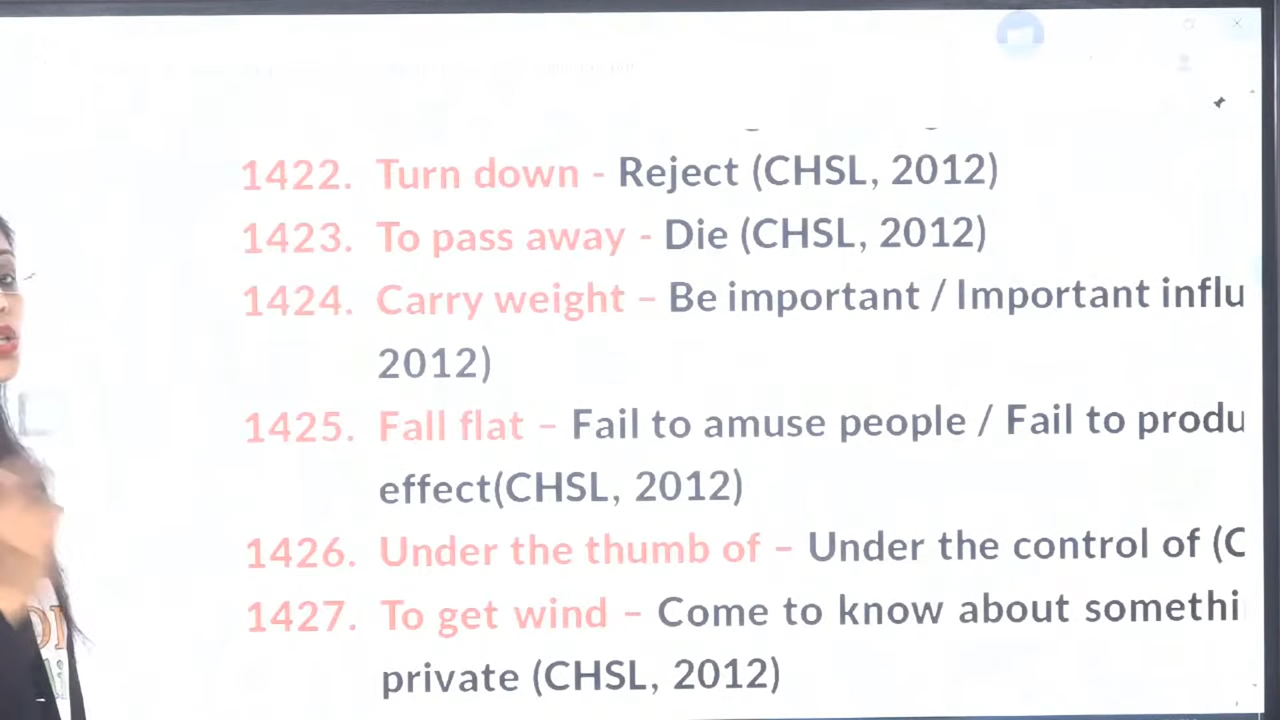 1422. Turn down - Reject (CHSL, 2012)
1423. To pass away - Die (CHSL, 2012)
1424. Carry weight – Be important / Important influ
2012)
1425. Fall flat – Fail to amuse people / Fail to produ
effect(CHSL, 2012)
1426. Under the thumb of – Under the control of (C
1427. To get wind – Come to know about somethi
private (CHSL, 2012)